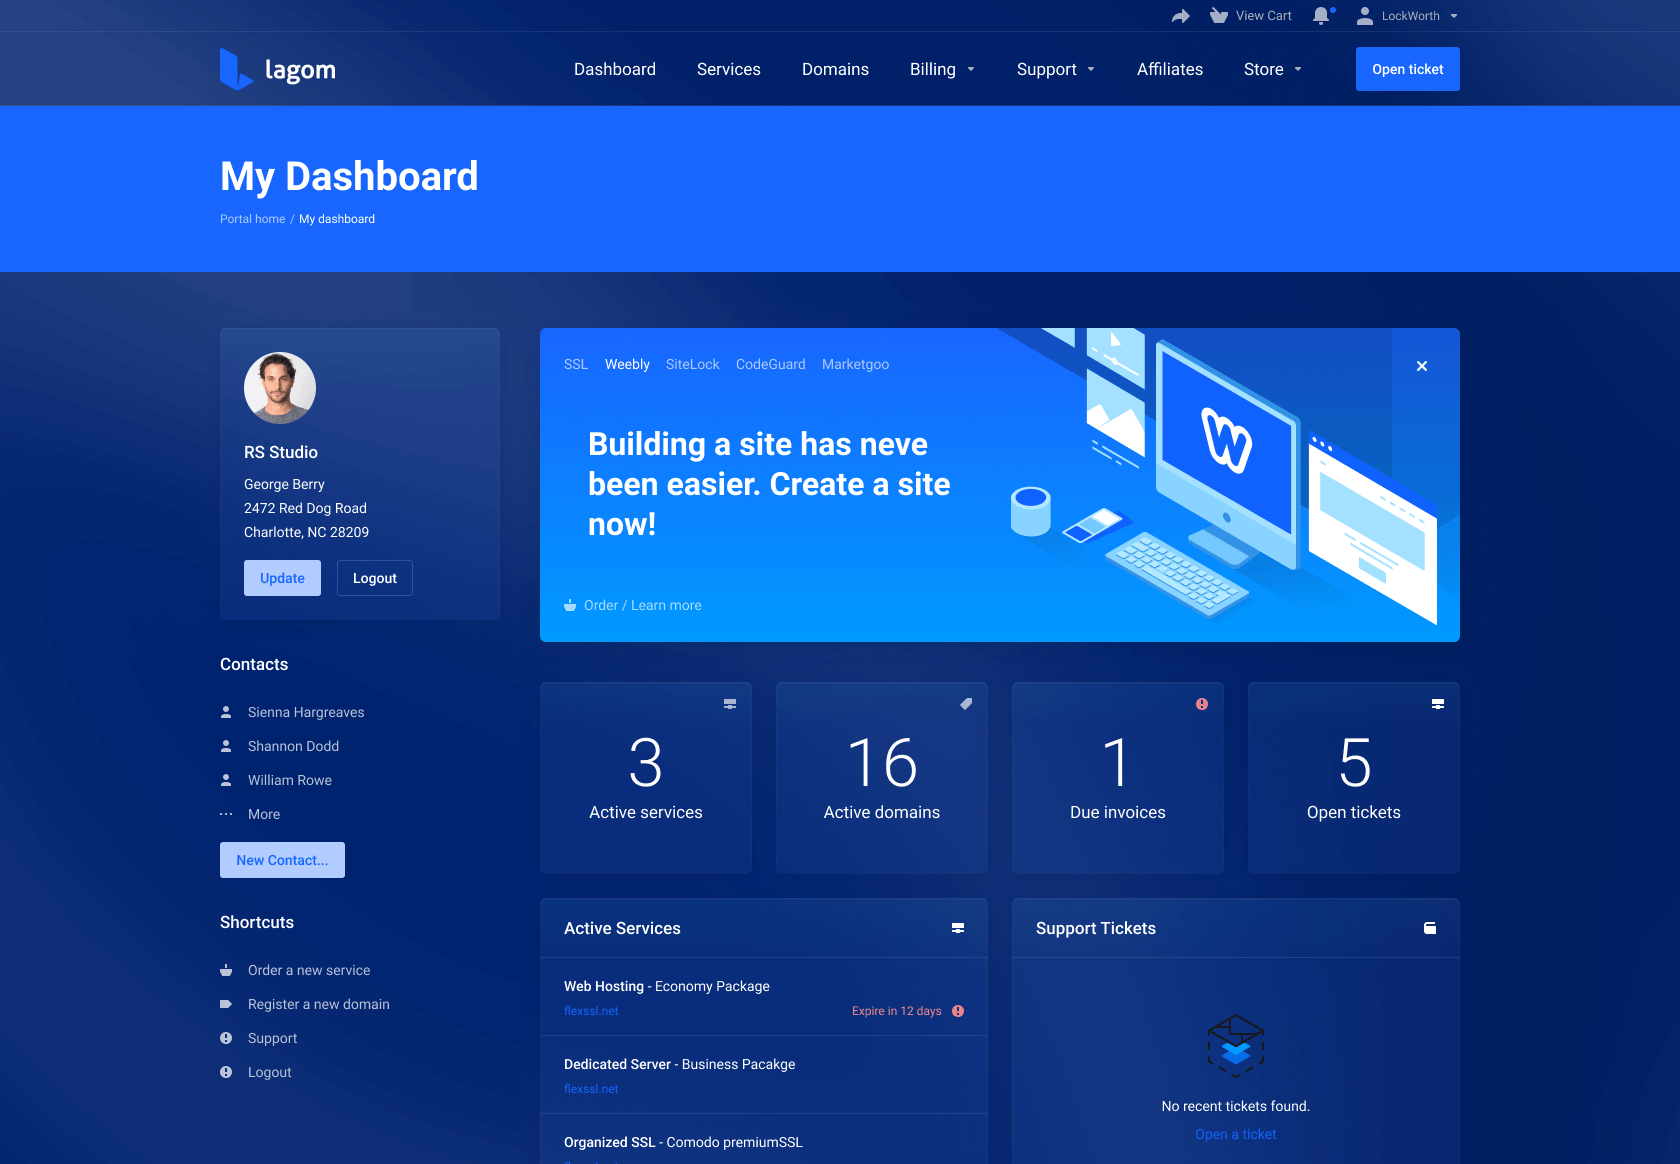 View Cart
LockWorth
lagom
Dashboard
Services
Domains
Billing
Support
Affiliates
Store
Open ticket
My Dashboard
Portal home / My dashboard
RS Studio
George Berry
2472 Red Dog Road
Charlotte, NC 28209
Update
Logout
Contacts
Sienna Hargreaves
Shannon Dodd
William Rowe
More
New Contact...
Shortcuts
Order a new service
Register a new domain
Support
Logout
SSL
Weebly
SiteLock
CodeGuard
Marketgoo
Building a site has neve
been easier. Create a site
now!
W
Order / Learn more
3
Active services
16
Active domains
1
Due invoices
5
Open tickets
Active Services
Web Hosting - Economy Package
flexssl.net
Expire in 12 days
Dedicated Server - Business Pacakge
flexssl.net
Organized SSL - Comodo premiumSSL
Support Tickets
No recent tickets found.
Open a ticket